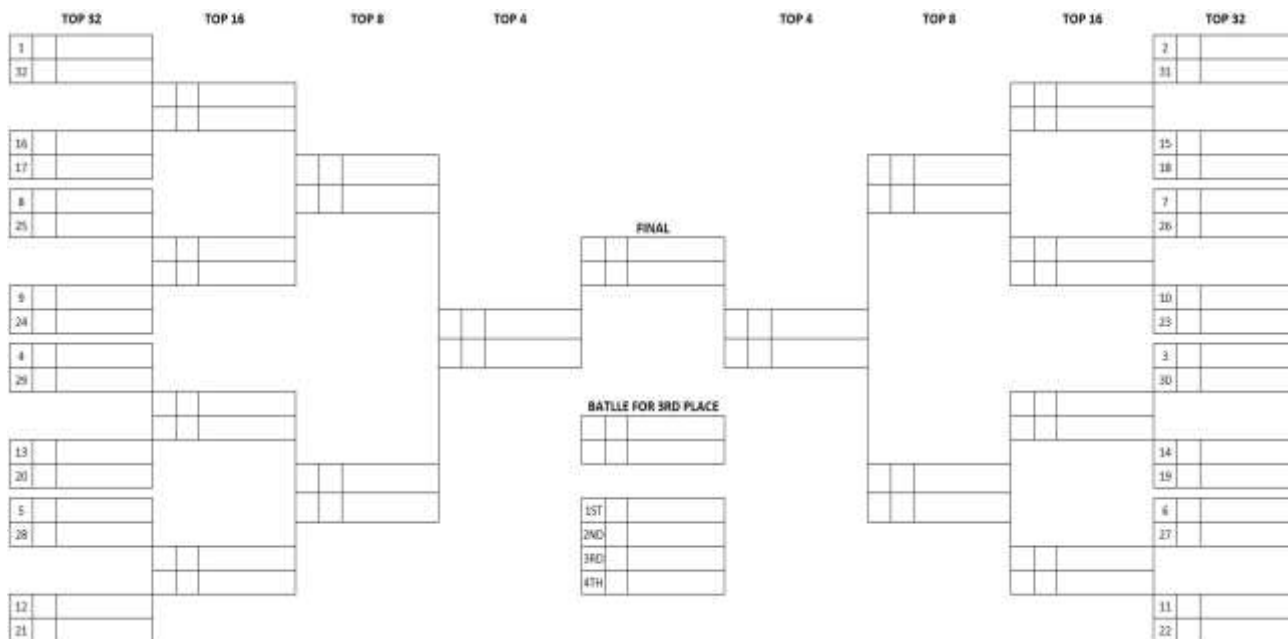 TOP 32 TOP 16 TOP 8 TOP 4 TOP 4 TOP 8 TOP 16 TOP 32
1 2
32 31
16 15
17 18
8 7
25 26
FINAL
9 10
24 23
4 3
29 30
BATLLE FOR 3RD PLACE
13 14
20 19
5 1ST 6
28 2ND 27
3RD
4TH
12 11
21 22